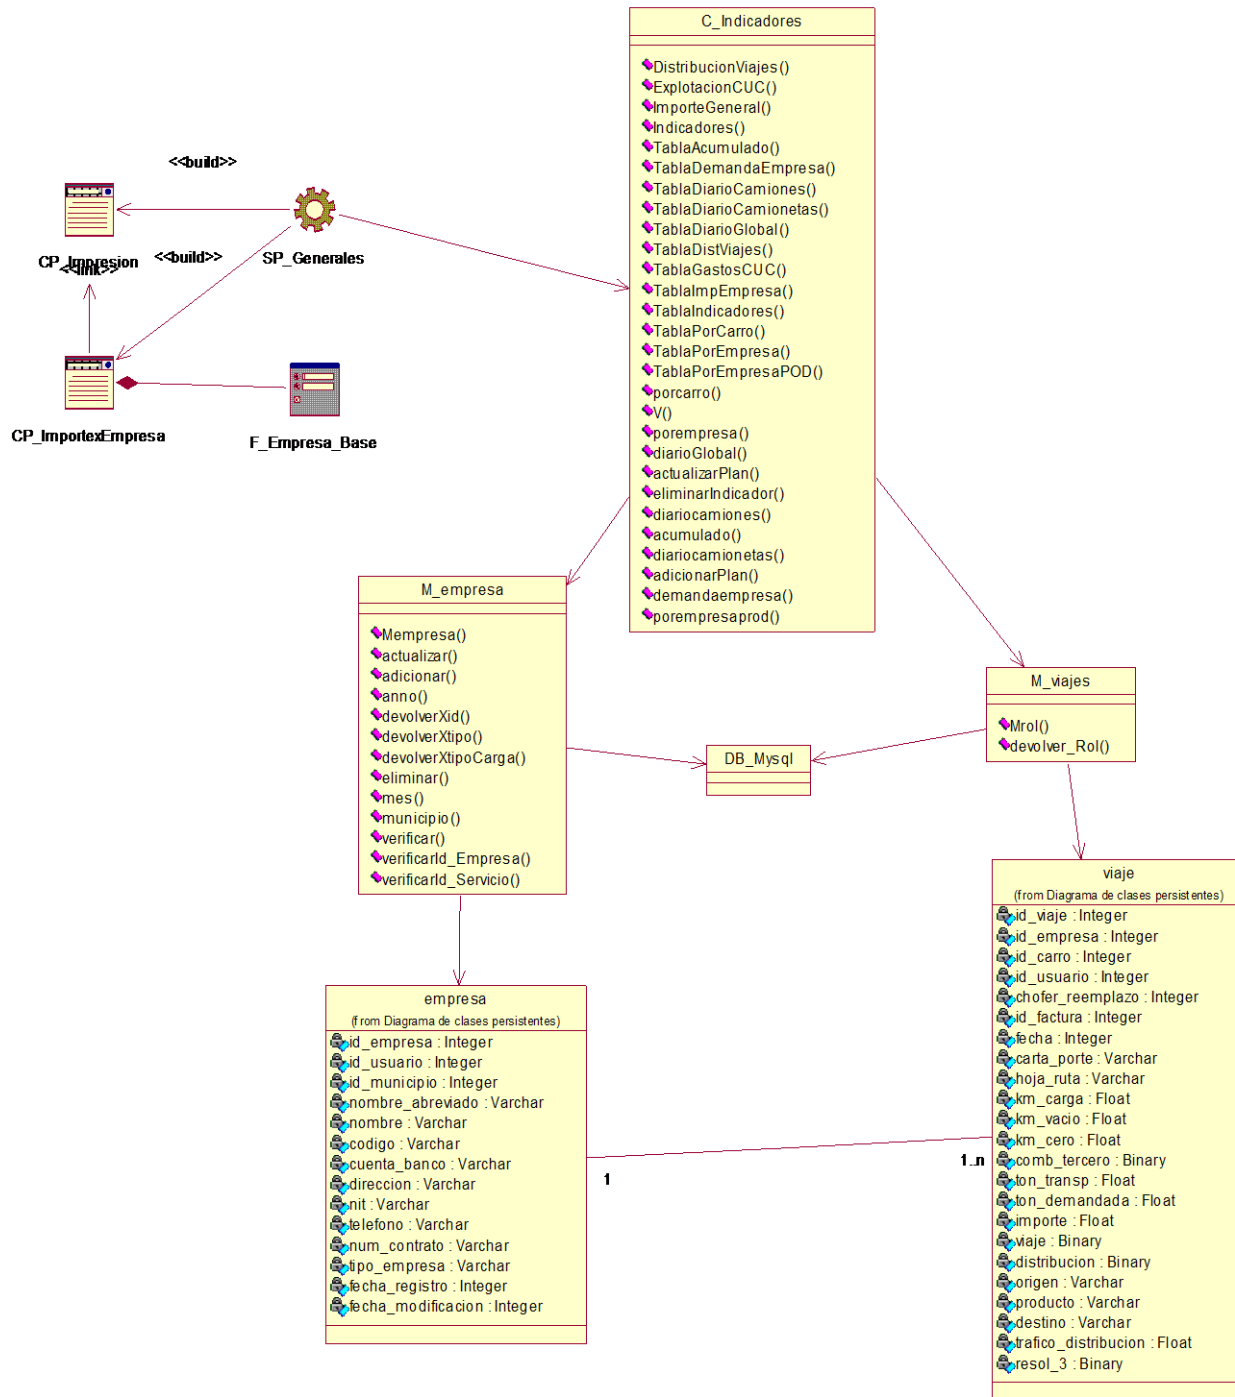 C_Indicadores
DistribucionViajes()
ExplotacionCUC()
ImporteGeneral()
Indicadores()
TablaAcumulado()
TablaDemandaEmpresa()
TablaDiarioCamiones()
TablaDiarioCamionetas()
TablaDiarioGlobal()
TablaDistViajes()
TablaGastosCUC()
TablaImpEmpresa()
TablaIndicadores()
TablaPorCarro()
TablaPorEmpresa()
TablaPorEmpresaPOD()
porcarro()
V()
porempresa()
diarioGlobal()
actualizarPlan()
eliminarIndicador()
diariocamiones()
acumulado()
diariocamionetas()
adicionarPlan()
demandaempresa()
porempresaprod()
<<build>>
CP_Impresion
<<link>>
<<build>>
SP_Generales
CP_ImportexEmpresa
F_Empresa_Base
M_empresa
Mempresa()
actualizar()
adicionar()
anno()
devolverXid()
devolverXtipo()
devolverXtipoCarga()
eliminar()
mes()
municipio()
verificar()
verificarId_Empresa()
verificarId_Servicio()
M_viajes
Mrol()
devolver_Rol()
DB_Mysql
viaje
(from Diagrama de clases persistentes)
id_viaje : Integer
id_empresa : Integer
id_carro : Integer
id_usuario : Integer
chofer_reemplazo : Integer
id_factura : Integer
fecha : Integer
carta_porte : Varchar
hoja_ruta : Varchar
km_carga : Float
km_vacio : Float
km_cero : Float
comb_tercero : Binary
ton_transp : Float
ton_demandada : Float
importe : Float
viaje : Binary
distribucion : Binary
origen : Varchar
producto : Varchar
destino : Varchar
trafico_distribucion : Float
resol_3 : Binary
empresa
(from Diagrama de clases persistentes)
id_empresa : Integer
id_usuario : Integer
id_municipio : Integer
nombre_abreviado : Varchar
nombre : Varchar
codigo : Varchar
cuenta_banco : Varchar
direccion : Varchar
nit : Varchar
telefono : Varchar
num_contrato : Varchar
tipo_empresa : Varchar
fecha_registro : Integer
fecha_modificacion : Integer
1
1..n